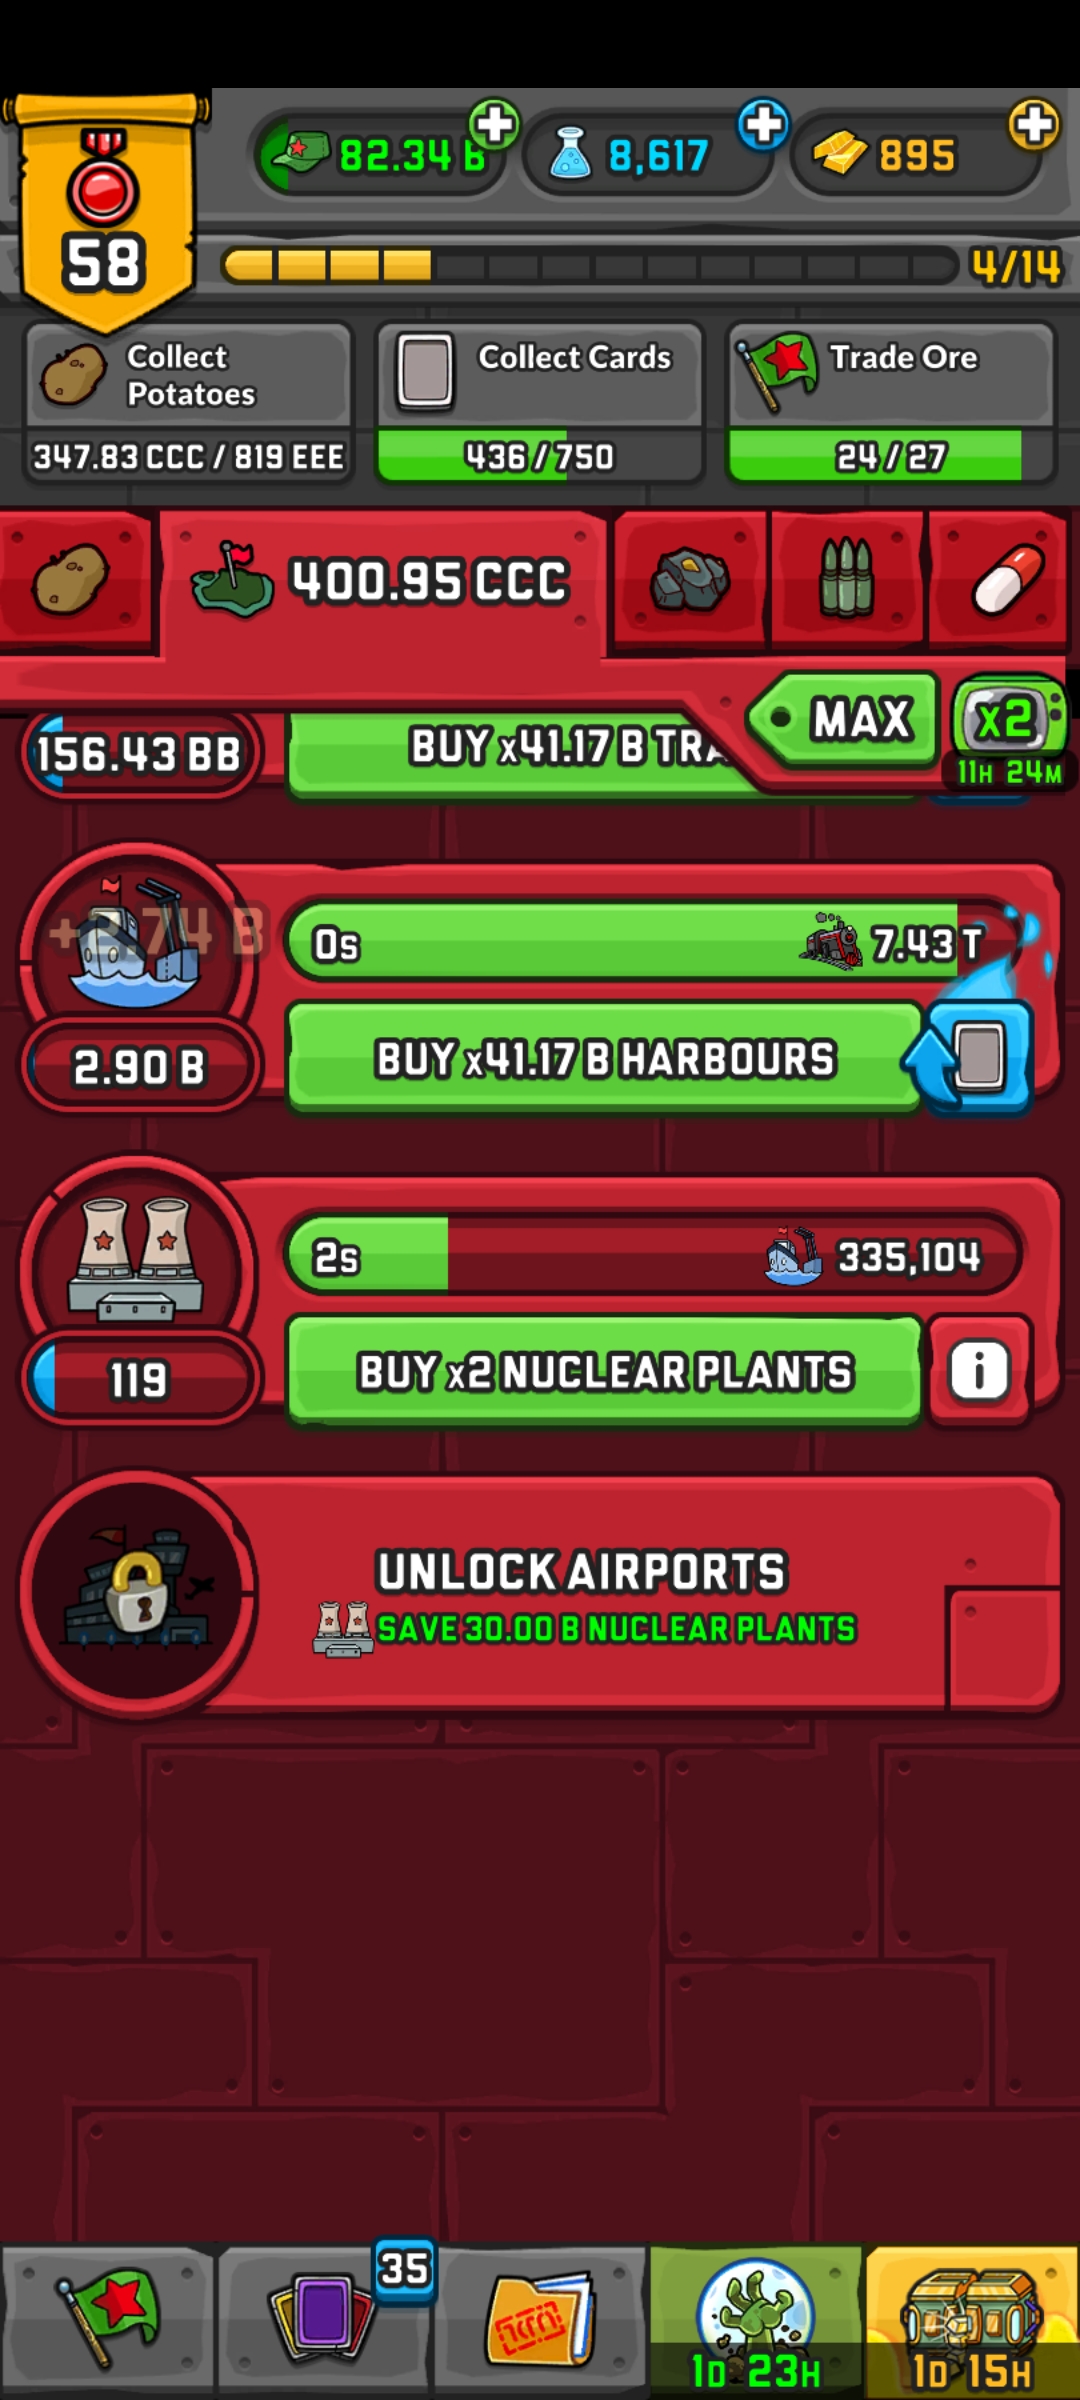 82.34 B
8,617
895
58
4/14
Collect
Potatoes
347.83 CCC / 819 EEE
Collect Cards
436/750
Trade Ore
24/27
400.95 CCC
MAX
x2
11H 24M
156.43 BB
BUY x41.17 B
0s
7.43 T
2.90 B
BUY x41.17 B HARBOURS
2s
335,104
119
BUY x2 NUCLEAR PLANTS
i
UNLOCK AIRPORTS
SAVE 30.00 B NUCLEAR PLANTS
35
1D 23H
1D 15H